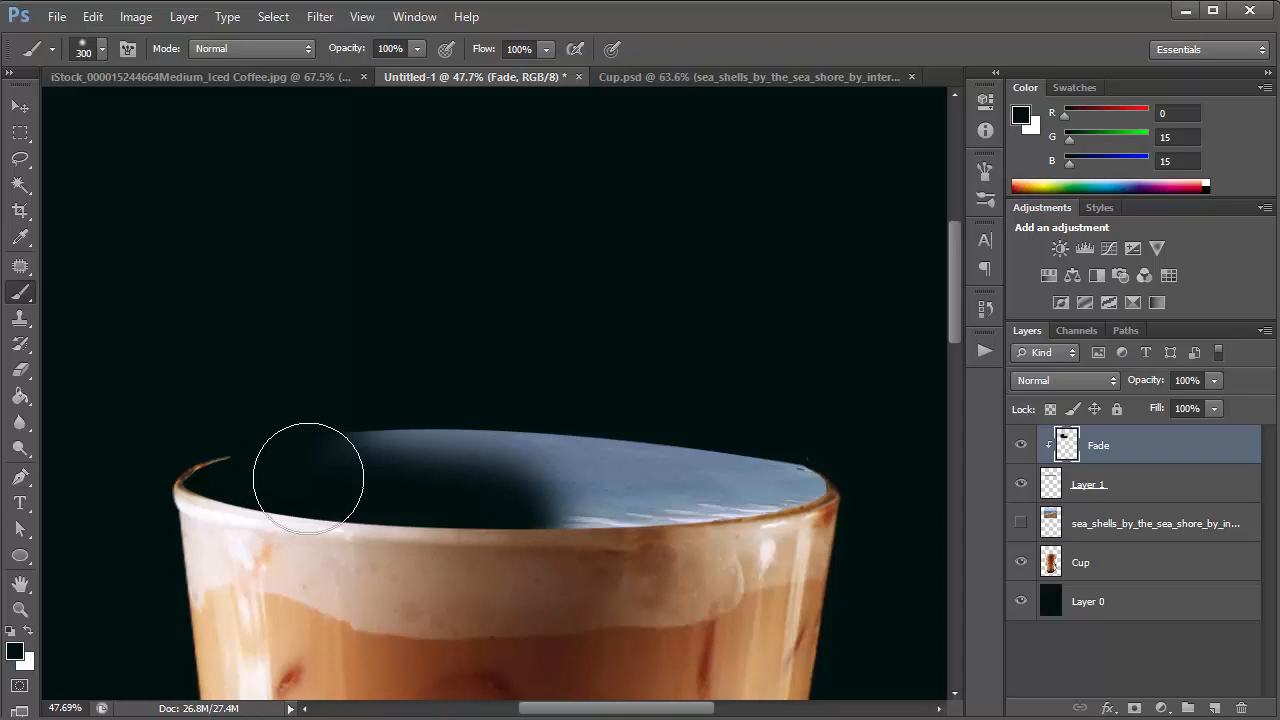 Ps File Edit Image Layer Type Select Filter View Window Help
300 Mode: Normal Opacity: 100% Flow: 100% Essentials
iStock_000015244664Medium_Iced Coffee.jpg @ 67.5% (... × Untitled-1 @ 47.7% (Fade, RGB/8) * × Cup.psd @ 63.6% (sea_shells_by_the_sea_shore_by_inter... ×
Color Swatches
R 0
G 15
B 15
Adjustments Styles
Add an adjustment
Layers Channels Paths
Kind
Normal Opacity: 100%
Lock: Fill: 100%
Fade
Layer 1
sea_shells_by_the_sea_shore_by_in...
Cup
Layer 0
47.69% Doc: 26.8M/27.4M